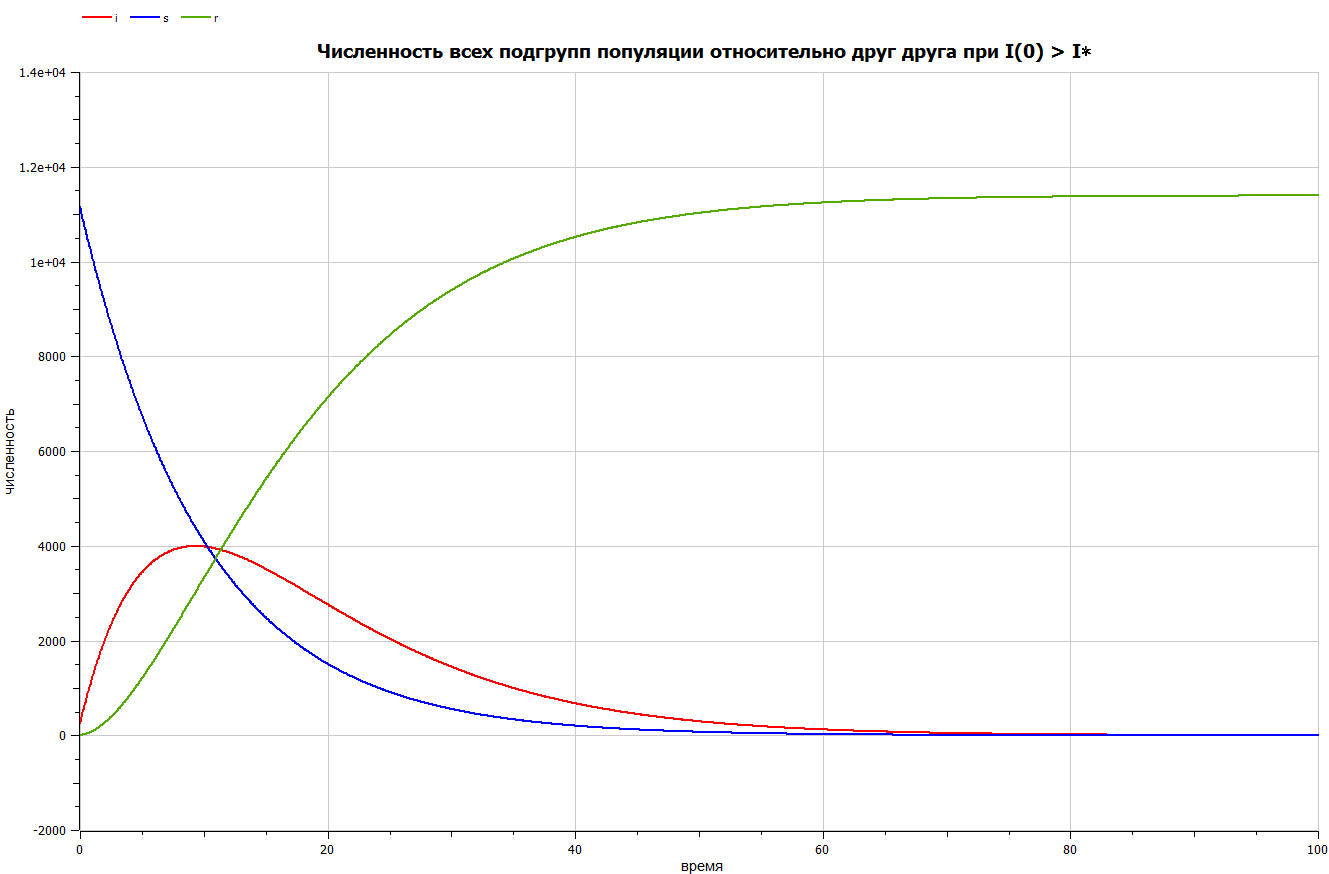 i s r
Численность всех подгрупп популяции относительно друг друга при I(0) > I*
1.4e+04
1.2e+04
1e+04
8000
6000
4000
2000
0
-2000
численность
0 20 40 60 80 100
время